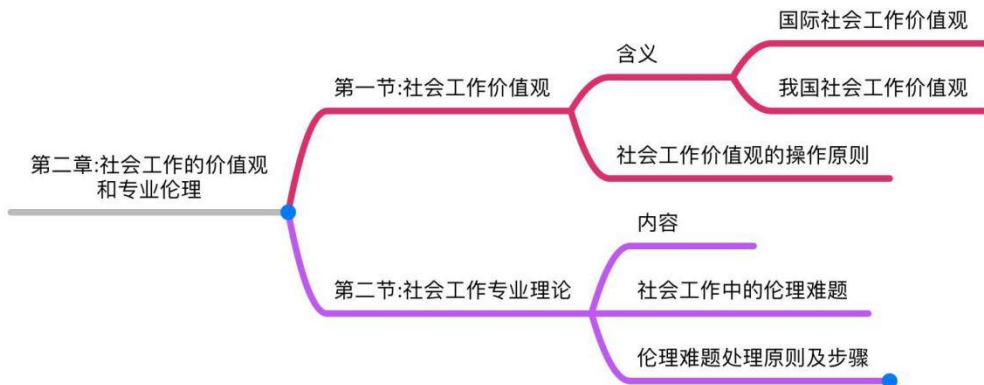 第二章:社会工作的价值观
和专业伦理
第一节:社会工作价值观
含义
国际社会工作价值观
我国社会工作价值观
社会工作价值观的操作原则
第二节:社会工作专业理论
内容
社会工作中的伦理难题
伦理难题处理原则及步骤